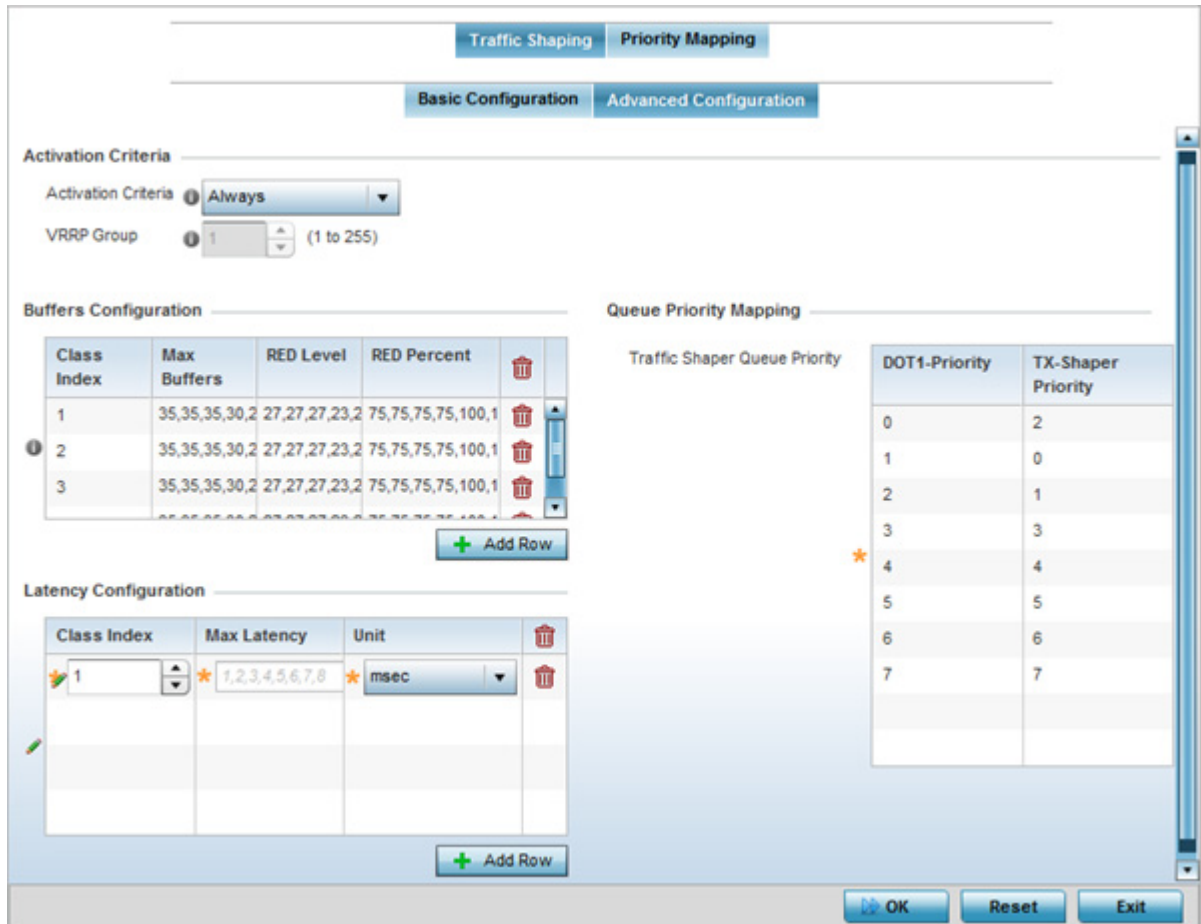 Traffic Shaping Priority Mapping
Basic Configuration Advanced Configuration
Activation Criteria
Activation Criteria Always
VRRP Group 1 (1 to 255)
Buffers Configuration
Class Index Max Buffers RED Level RED Percent
1 35,35,35,30,2 27,27,27,23,2 75,75,75,75,100,1
2 35,35,35,30,2 27,27,27,23,2 75,75,75,75,100,1
3 35,35,35,30,2 27,27,27,23,2 75,75,75,75,100,1
Add Row
Latency Configuration
Class Index Max Latency Unit
1 1,2,3,4,5,6,7,8 msec
Add Row
Queue Priority Mapping
Traffic Shaper Queue Priority
DOT1-Priority TX-Shaper Priority
0 2
1 0
2 1
3 3
4 4
5 5
6 6
7 7
OK Reset Exit